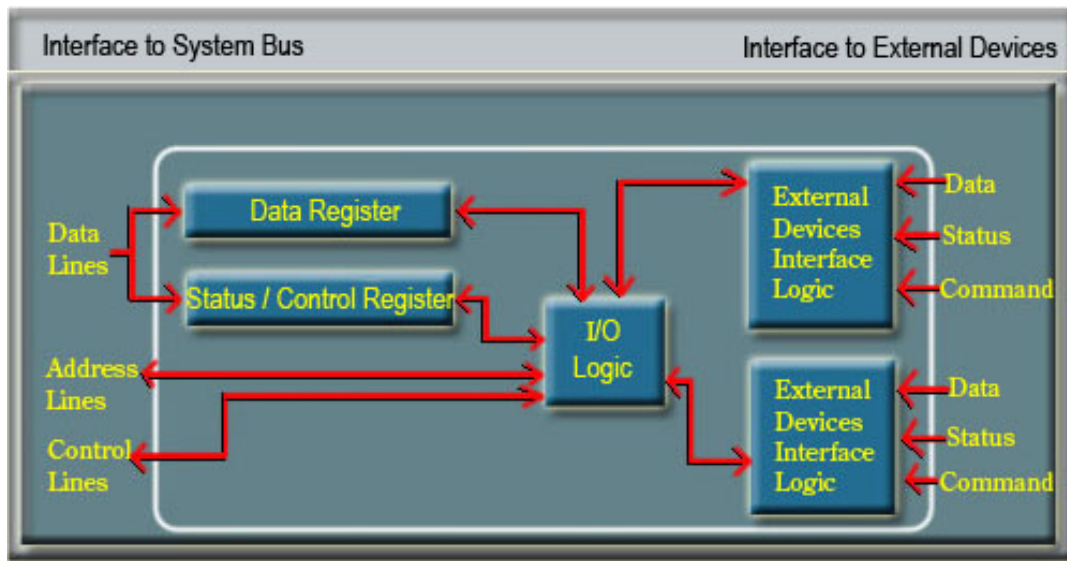 Interface to System Bus
Interface to External Devices
Data
Lines
Data Register
Status / Control Register
Address
Lines
Control
Lines
I/O
Logic
External
Devices
Interface
Logic
Data
Status
Command
External
Devices
Interface
Logic
Data
Status
Command